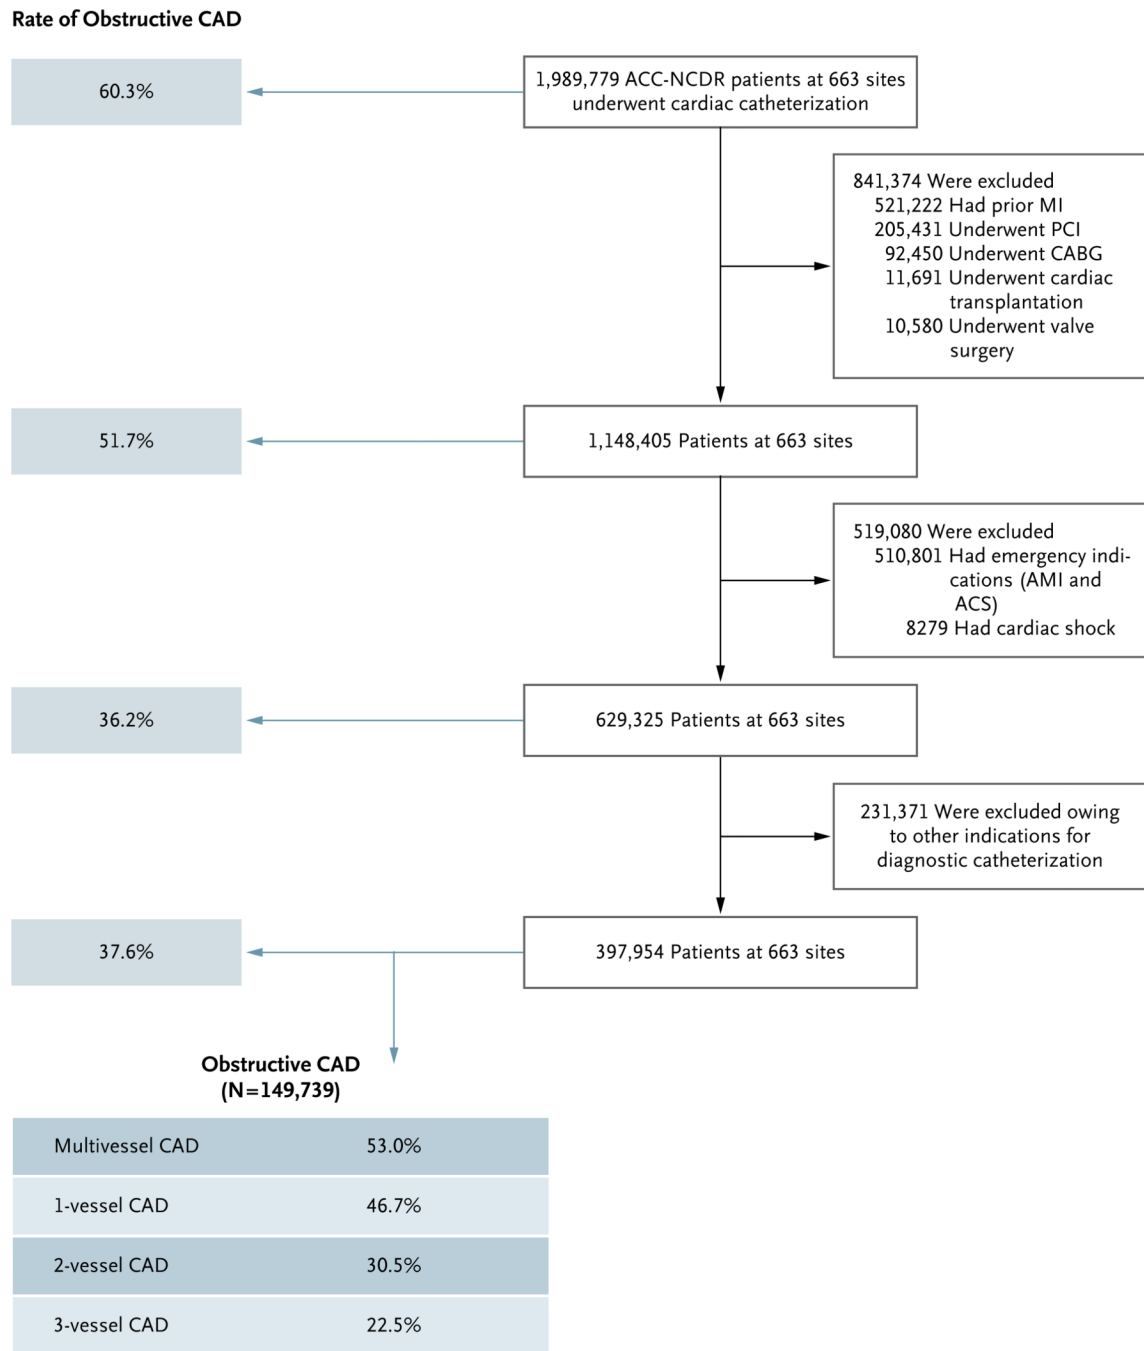 Rate of Obstructive CAD
60.3%
1,989,779 ACC-NCDR patients at 663 sites
underwent cardiac catheterization
841,374 Were excluded
521,222 Had prior MI
205,431 Underwent PCI
92,450 Underwent CABG
11,691 Underwent cardiac
transplantation
10,580 Underwent valve
surgery
51.7%
1,148,405 Patients at 663 sites
519,080 Were excluded
510,801 Had emergency indi-
cations (AMI and
ACS)
8279 Had cardiac shock
36.2%
629,325 Patients at 663 sites
231,371 Were excluded owing
to other indications for
diagnostic catheterization
37.6%
397,954 Patients at 663 sites
Obstructive CAD
(N=149,739)
Multivessel CAD 53.0%
1-vessel CAD 46.7%
2-vessel CAD 30.5%
3-vessel CAD 22.5%